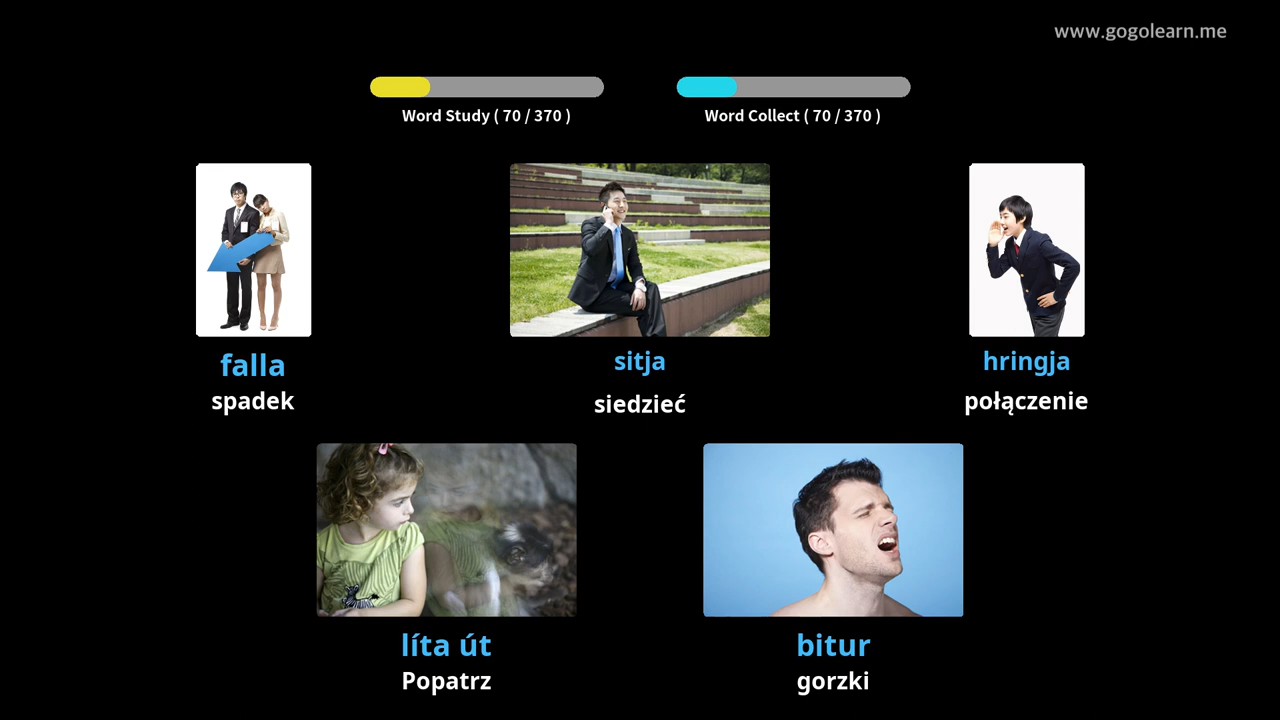 www.gogolearn.me
Word Study ( 70 / 370 )
Word Collect ( 70 / 370 )
falla
spadek
sitja
siedzieć
hringja
połączenie
líta út
Popatrz
bitur
gorzki